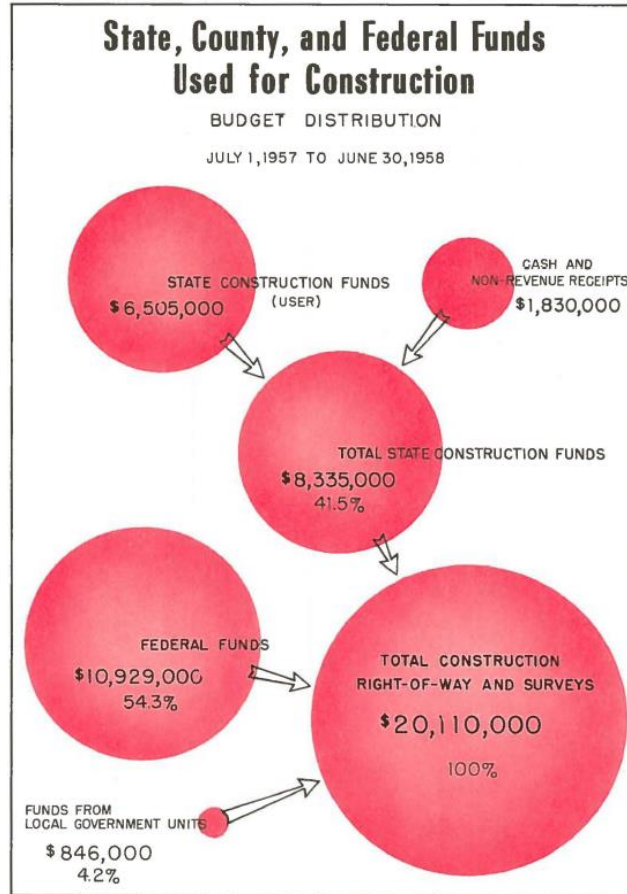 State, County, and Federal Funds
Used for Construction
BUDGET DISTRIBUTION
JULY 1, 1957 TO JUNE 30, 1958
STATE CONSTRUCTION FUNDS
(USER)
$6,505,000
CASH AND
NON-REVENUE RECEIPTS
$1,830,000
TOTAL STATE CONSTRUCTION FUNDS
$8,335,000
41.5%
FEDERAL FUNDS
$10,929,000
54.3%
TOTAL CONSTRUCTION
RIGHT-OF-WAY AND SURVEYS
$20,110,000
100%
FUNDS FROM
LOCAL GOVERNMENT UNITS
$846,000
4.2%